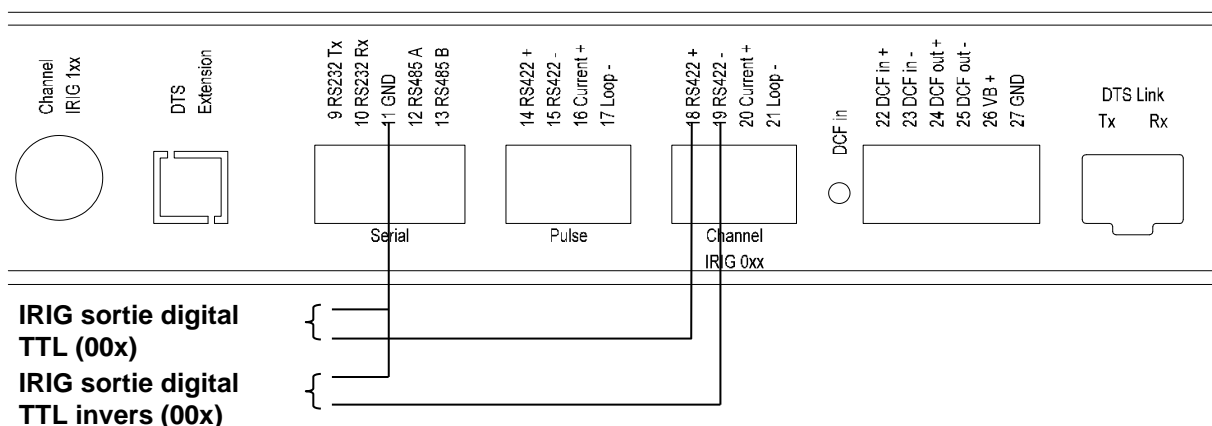 Channel
IRIG 1xx
DTS
Extension
9 RS232 Tx
10 RS232 Rx
11 GND
12 RS485 A
13 RS485 B
Serial
14 RS422 +
15 RS422 -
16 Current +
17 Loop -
Pulse
18 RS422 +
19 RS422 -
20 Current +
21 Loop -
Channel
IRIG 0xx
DCF in
22 DCF in +
23 DCF in -
24 DCF out +
25 DCF out -
26 VB +
27 GND
DTS Link
Tx Rx
IRIG sortie digital
TTL (00x)
IRIG sortie digital
TTL invers (00x)